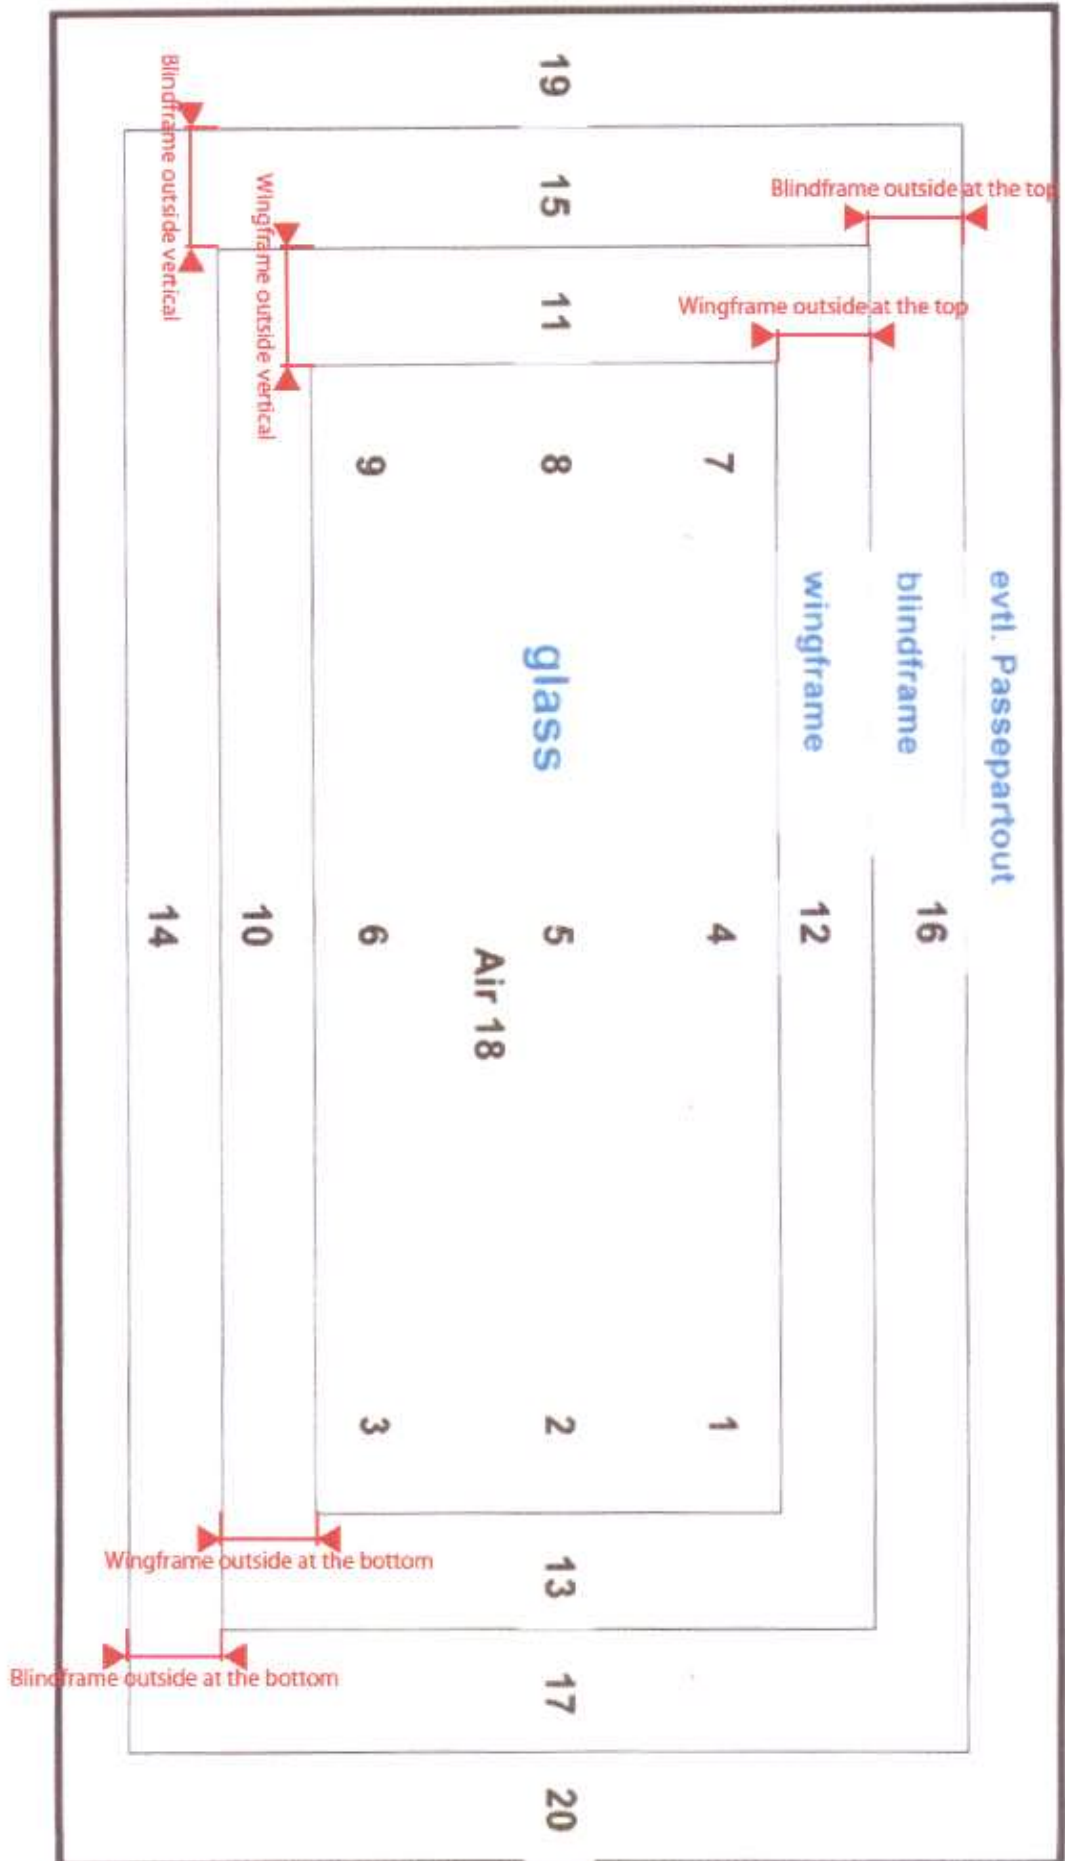 19
Blindframe outside vertical
15
Wingframe outside vertical
Blindframe outside at the top
11
Wingframe outside at the top
9
8
7
evtl. Passepartout
blindframe
wingframe
glass
14
10
6
5
4
12
16
Air 18
3
2
1
Wingframe outside at the bottom
13
Blindframe outside at the bottom
17
20